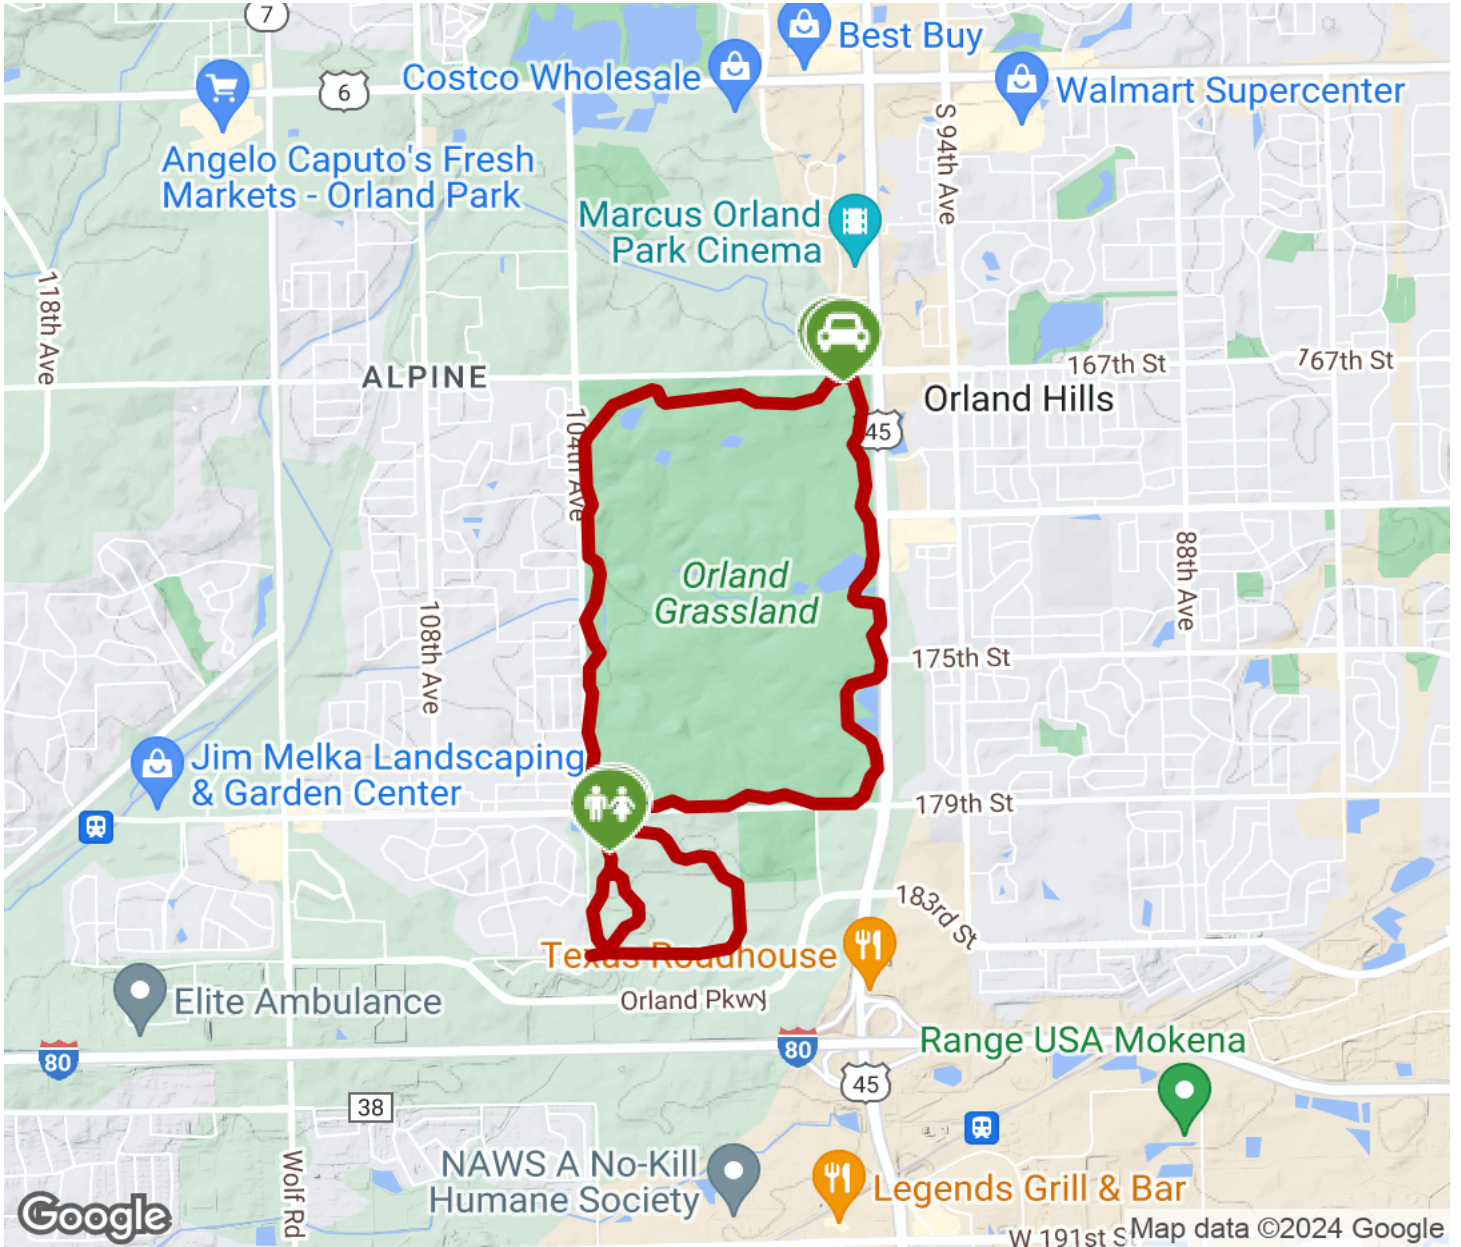 7
Best Buy
Costco Wholesale
6
Walmart Supercenter
Angelo Caputo's Fresh
Markets - Orland Park
S 94th Ave
Marcus Orland
Park Cinema
118th Ave
ALPINE
167th St
167th St
Orland Hills
104th Ave
45
Orland
Grassland
88th Ave
108th Ave
175th St
Jim Melka Landscaping
& Garden Center
179th St
183rd St
Texas Roadhouse
Elite Ambulance
Orland Pkwy
80
80
Range USA Mokena
45
38
Wolf Rd
NAWS A No-Kill
Humane Society
Legends Grill & Bar
W 191st S
Google
Map data ©2024 Google